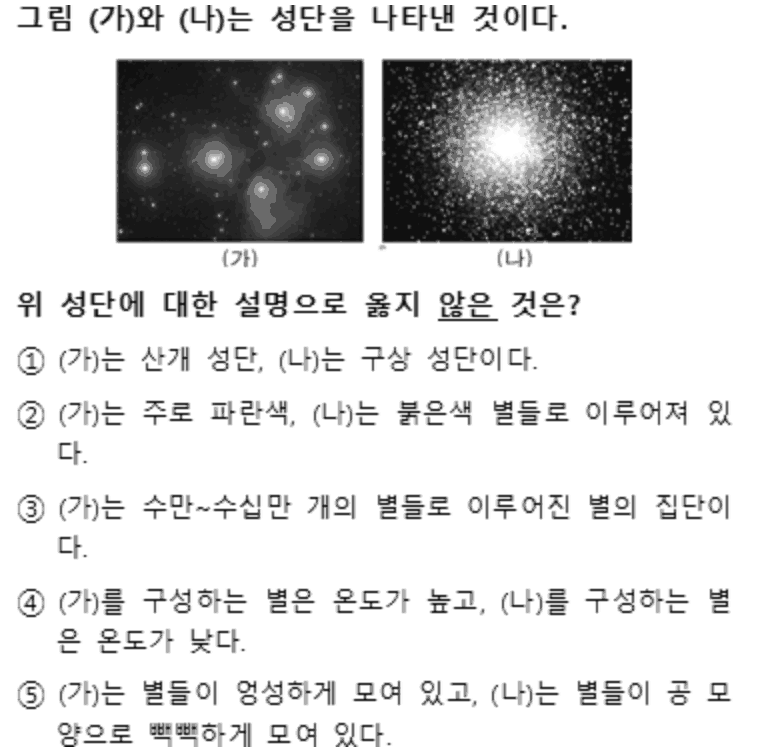 그림 (가)와 (나)는 성단을 나타낸 것이다.
(가) (나)
위 성단에 대한 설명으로 옳지 않은 것은?
① (가)는 산개 성단, (나)는 구상 성단이다.
② (가)는 주로 파란색, (나)는 붉은색 별들로 이루어져 있
다.
③ (가)는 수만~수십만 개의 별들로 이루어진 별의 집단이
다.
④ (가)를 구성하는 별은 온도가 높고, (나)를 구성하는 별
은 온도가 낮다.
⑤ (가)는 별들이 엉성하게 모여 있고, (나)는 별들이 공 모
양으로 빽빽하게 모여 있다.